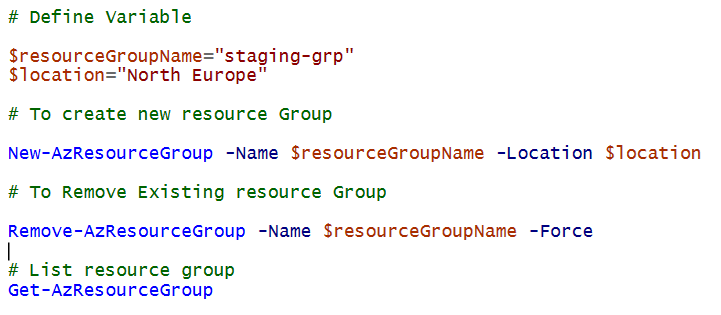 # Define Variable
$resourceGroupName="staging-grp"
$location="North Europe"
# To create new resource Group
New-AzResourceGroup -Name $resourceGroupName -Location $location
# To Remove Existing resource Group
Remove-AzResourceGroup -Name $resourceGroupName -Force
# List resource group
Get-AzResourceGroup